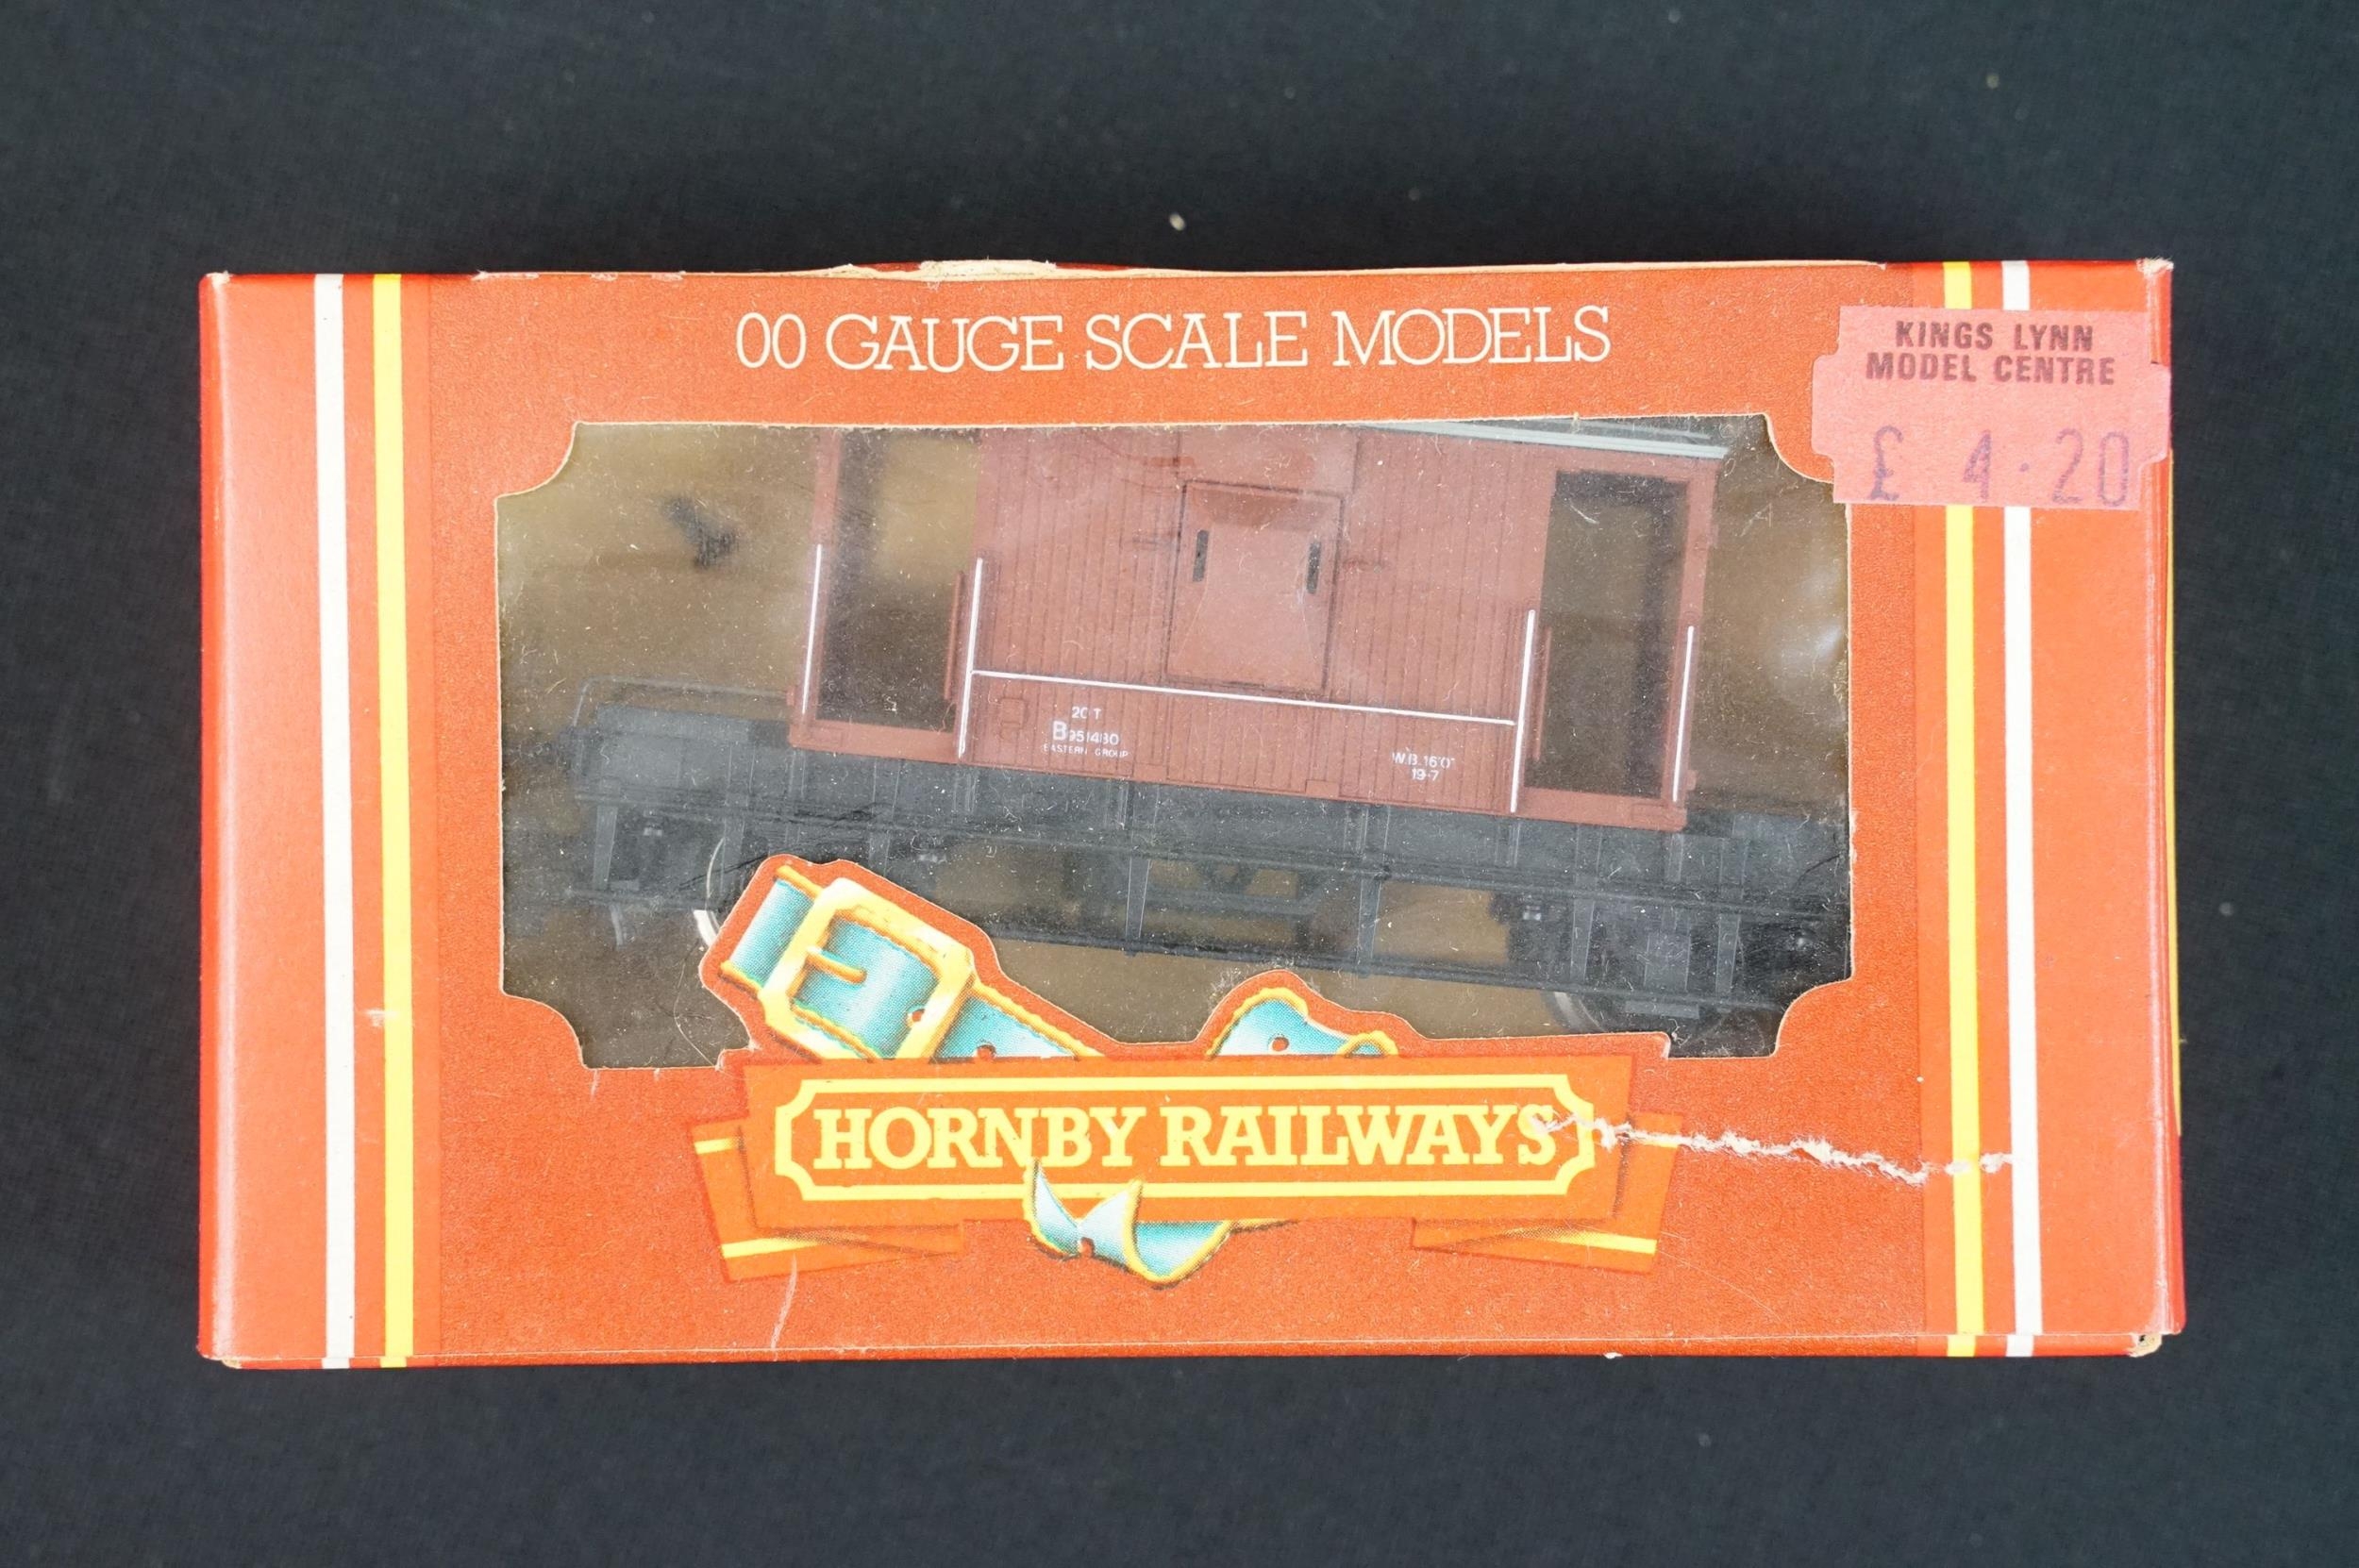 00 GAUGE SCALE MODELS
KINGS LYNN
MODEL CENTRE
£ 4·20
20 T
B951480
EASTERN GROUP
W.B. 16'0"
19-7
HORNBY RAILWAYS